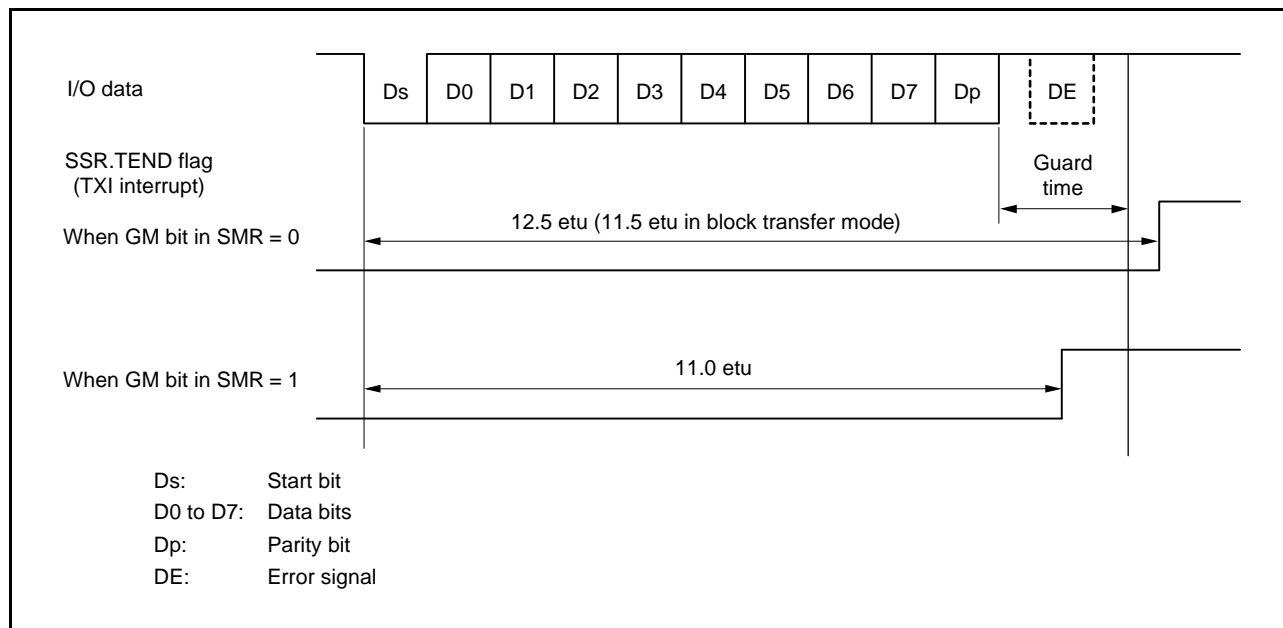 I/O data
Ds D0 D1 D2 D3 D4 D5 D6 D7 Dp DE
SSR.TEND flag
(TXI interrupt)
Guard
time
When GM bit in SMR = 0
12.5 etu (11.5 etu in block transfer mode)
When GM bit in SMR = 1
11.0 etu
Ds: Start bit
D0 to D7: Data bits
Dp: Parity bit
DE: Error signal